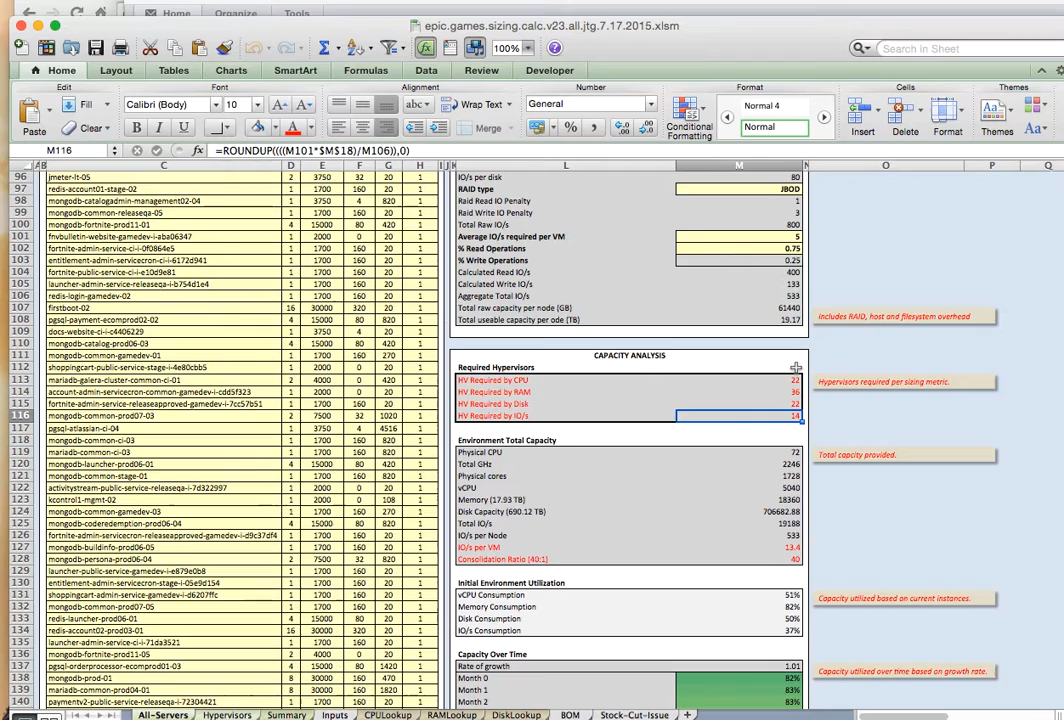 Home Organize Tools
epic.games.sizing.calc.v23.all.jtg.7.17.2015.xlsm
Σ fx 100% ? Search in Sheet
Home Layout Tables Charts SmartArt Formulas Data Review Developer
Edit Font Alignment Number Format Cells Themes
Paste Fill Calibri (Body) 10 A A abc Wrap Text General Conditional Formatting Normal 4 Insert Delete Format Themes Aa
Clear B I U A Merge % , Normal
M116 fx =ROUNDUP((((M101*$M$18)/M106)),0)
A B C D E F G H I J K L M N O P Q
96 jmeter-lt-05 2 3750 32 20 1 IO/s per disk 80
97 redis-account01-stage-02 1 1700 160 20 1 RAID type JBOD
98 mongodb-catalogadmin-management02-04 1 3750 4 820 1 Raid Read IO Penalty 1
99 mongodb-common-releaseqa-05 1 1700 160 20 1 Raid Write IO Penalty 3
100 mongodb-fortnite-prod11-01 4 15000 80 420 1 Total Raw IO/s 800
101 fnvbulletin-website-gamedev-i-aba06347 1 2000 0 20 1 Average IO/s required per VM 5
102 fortnite-admin-service-ci-i-0f0864e5 1 1700 160 20 1 % Read Operations 0.75
103 entitlement-admin-servicecron-ci-i-6172d941 1 1700 160 20 1 % Write Operations 0.25
104 fortnite-public-service-ci-i-e10d9e81 1 1700 160 20 1 Calculated Read IO/s 400
105 launcher-admin-service-releaseqa-i-b754d1e4 1 1700 160 20 1 Calculated Write IO/s 133
106 redis-login-gamedev-02 1 1700 160 20 1 Aggregate Total IO/s 533
107 firstboot-02 16 30000 320 20 1 Total raw capacity per node (GB) 61440
108 pgsql-payment-ecomprod02-02 4 15000 80 820 1 Total useable capacity per ode (TB) 19.17 Includes RAID, host and filesystem overhead
109 docs-website-ci-i-c4406229 1 3750 4 20 1
110 mongodb-catalog-prod06-03 4 15000 80 420 1
111 mongodb-common-gamedev-01 1 1700 160 270 1 CAPACITY ANALYSIS
112 shoppingcart-public-service-stage-i-4e80cbb5 1 1700 160 20 1 Required Hypervisors
113 mariadb-galera-cluster-common-ci-01 2 4000 0 420 1 HV Required by CPU 22 Hypervisors required per sizing metric.
114 account-admin-servicecron-common-ci-i-cdd5f323 1 1700 160 20 1 HV Required by RAM 36
115 fortnite-public-service-releaseapproved-gamedev-i-7cc57b51 1 1700 160 20 1 HV Required by Disk 22
116 mongodb-common-prod07-03 2 7500 32 1020 1 HV Required by IO/s 14
117 pgsql-atlassian-ci-04 1 3750 4 4516 1
118 mongodb-common-ci-03 1 1700 160 420 1 Environment Total Capacity
119 mariadb-common-ci-03 1 1700 160 20 1 Physical CPU 72 Total capcity provided.
120 mongodb-launcher-prod06-01 4 15000 80 420 1 Total GHz 2246
121 mongodb-common-stage-01 1 1700 160 420 1 Physical cores 1728
122 activitystream-public-service-releaseqa-i-7d322997 1 2000 0 20 1 vCPU 5040
123 kcontrol1-mgmt-02 1 2000 0 108 1 Memory (17.93 TB) 18360
124 mongodb-common-gamedev-03 1 1700 160 270 1 Disk Capacity (690.12 TB) 706682.88
125 mongodb-coderedemption-prod06-04 4 15000 80 820 1 Total IO/s 19188
126 fortnite-admin-servicecron-releaseapproved-gamedev-i-d9c37df4 1 1700 160 20 1 IO/s per Node 533
127 mongodb-buildinfo-prod06-05 1 1700 160 20 1 IO/s per VM 13.4
128 mongodb-persona-prod06-04 2 7500 32 820 1 Consolidation Ratio (40:1) 40
129 launcher-public-service-gamedev-i-e879e0b8 1 1700 160 20 1
130 entitlement-admin-servicecron-stage-i-05e9d154 1 1700 160 20 1 Initial Environment Utilization
131 shoppingcart-admin-service-ci-i-d6207ffc 1 1700 160 20 1 vCPU Consumption 51% Capacity utilized based on current instances.
132 mongodb-common-prod07-05 1 1700 160 20 1 Memory Consumption 82%
133 redis-launcher-prod06-01 4 15000 80 20 1 Disk Consumption 50%
134 redis-account02-prod03-01 16 30000 320 20 1 IO/s Consumption 37%
135 launcher-admin-service-ci-i-71da3521 1 1700 160 20 1
136 mongodb-fortnite-prod11-05 2 4000 0 20 1 Capacity Over Time
137 pgsql-orderprocessor-ecomprod01-03 4 15000 80 1420 1 Rate of growth 1.01 Capacity utilized over time based on growth rate.
138 mongodb-prod-01 8 30000 160 470 1 Month 0 82%
139 mariadb-common-prod04-01 8 30000 160 1820 1 Month 1 83%
140 paymentv2-public-service-gamedev-i-72304421 1 1700 160 20 1 Month 2 83%
All-Servers Hypervisors Summary Inputs CPULookup RAMLookup DiskLookup BOM Stock-Cut-Issue +